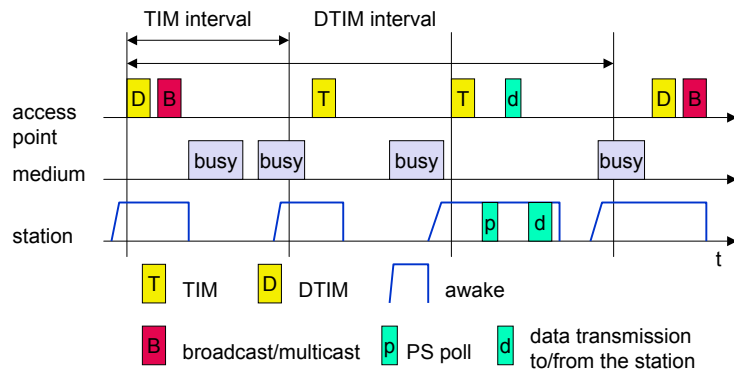 TIM interval DTIM interval
D B T T d D B
access
point
busy busy busy busy
medium
p d
station
t
T TIM D DTIM awake
B broadcast/multicast p PS poll d data transmission
to/from the station